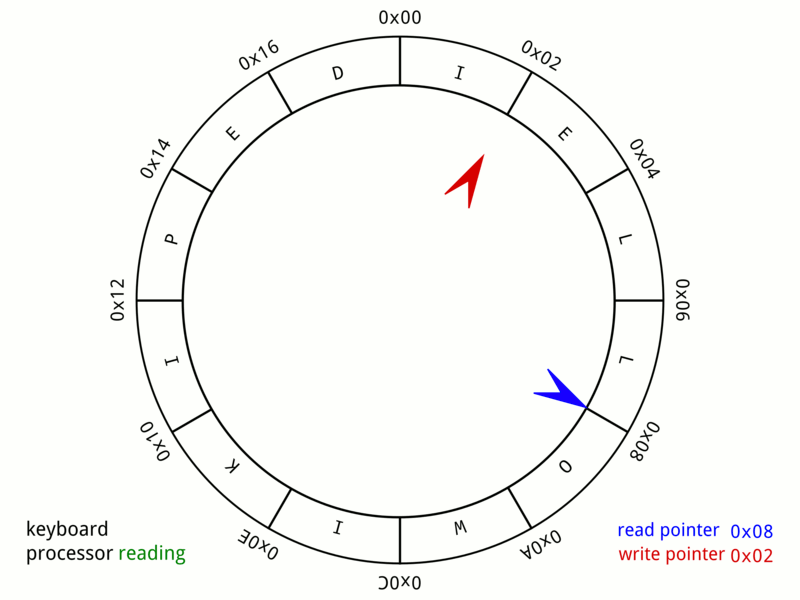 0x00
0x02
0x04
0x06
0x08
0x0A
0x0C
0x0E
0x10
0x12
0x14
0x16
I
E
L
L
O
W
I
K
I
P
E
D
keyboard
processor reading
read pointer 0x08
write pointer 0x02